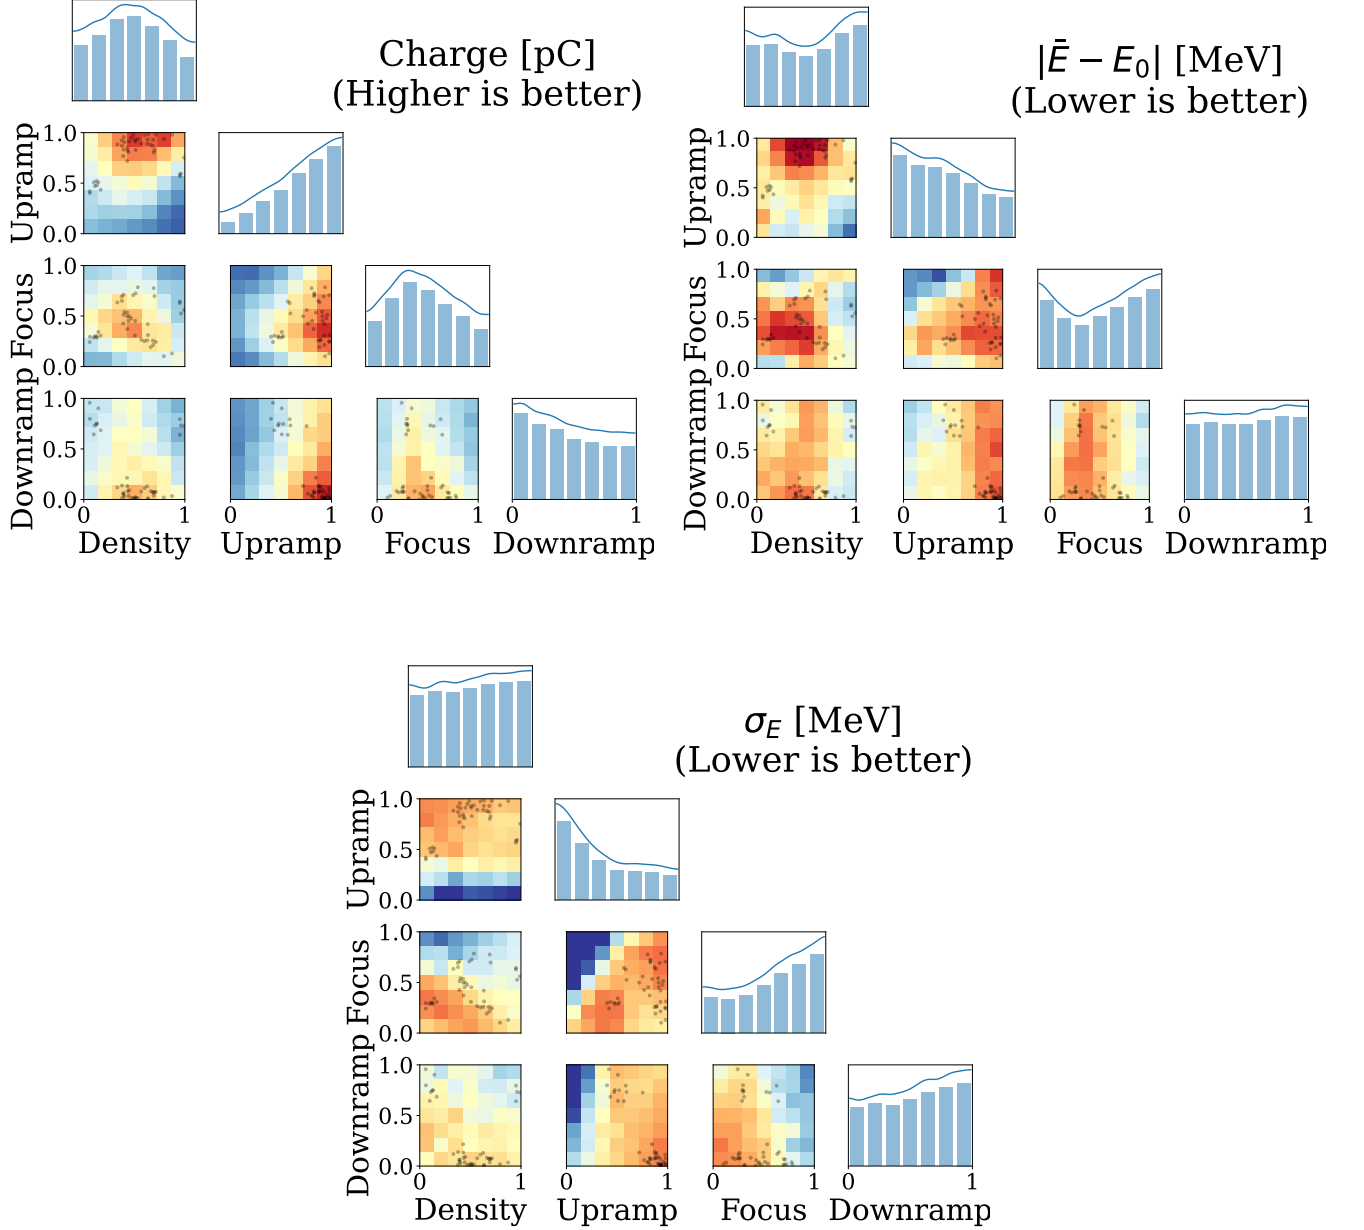 Charge [pC]
(Higher is better)
Upramp
1.0
0.5
0.0
Focus
1.0
0.5
0.0
Downramp
1.0
0.5
0.0
0 1 0 1 0 1 0 1
Density Upramp Focus Downramp
|Ē − E₀| [MeV]
(Lower is better)
Upramp
1.0
0.5
0.0
Focus
1.0
0.5
0.0
Downramp
1.0
0.5
0.0
0 1 0 1 0 1 0 1
Density Upramp Focus Downramp
σ_E [MeV]
(Lower is better)
Upramp
1.0
0.5
0.0
Focus
1.0
0.5
0.0
Downramp
1.0
0.5
0.0
0 1 0 1 0 1 0 1
Density Upramp Focus Downramp